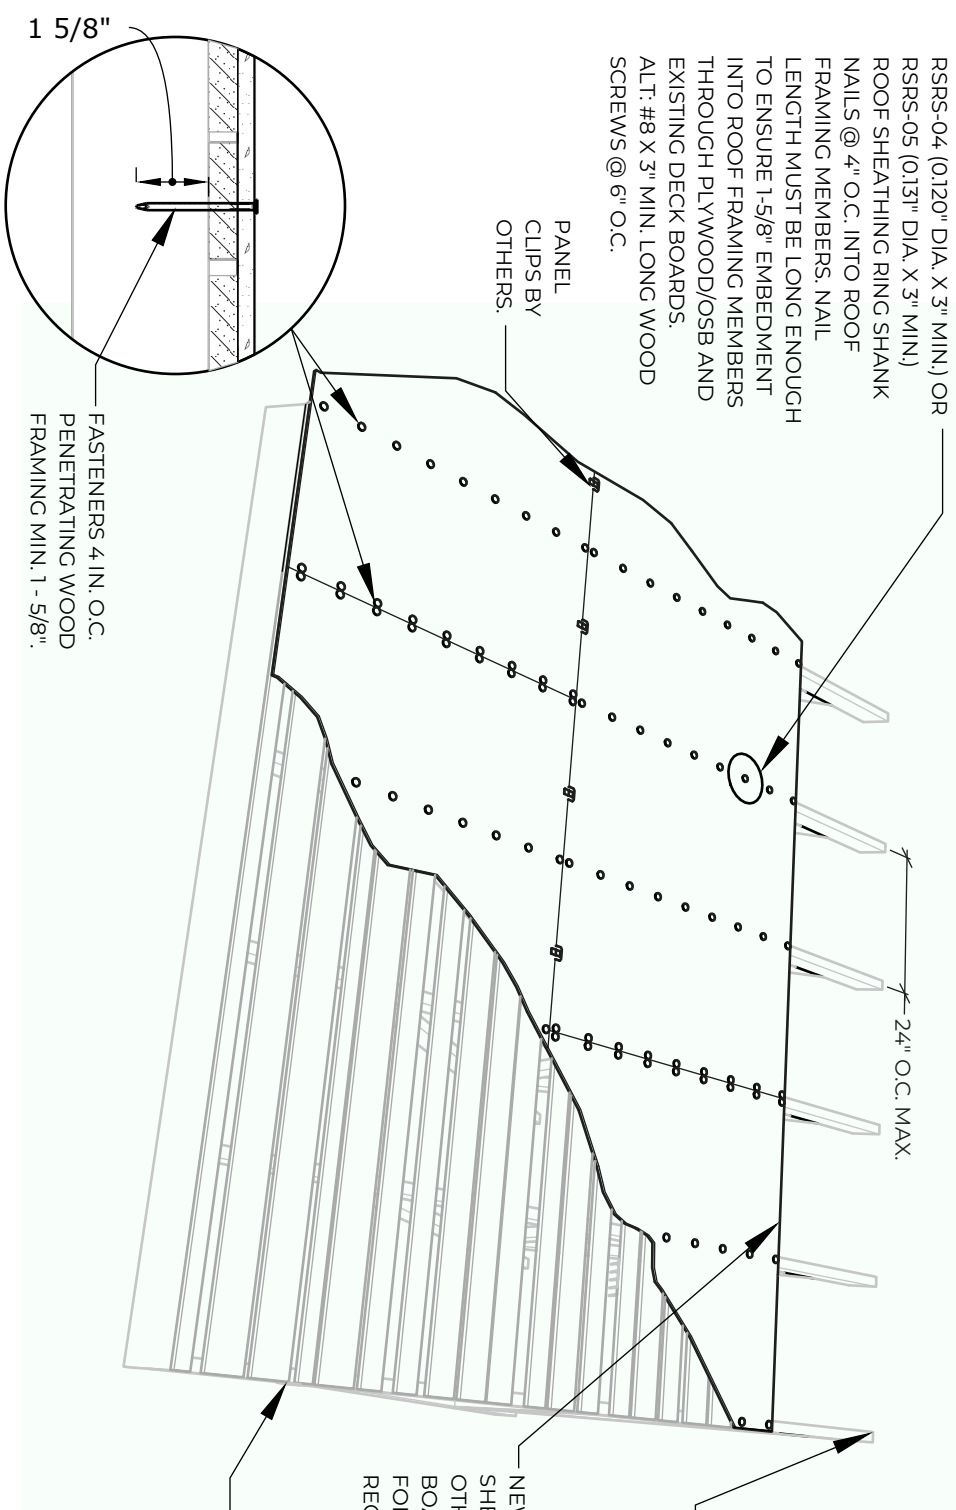 RSRS-04 (0.120" DIA. X 3" MIN.) OR
RSRS-05 (0.131" DIA. X 3" MIN.)
ROOF SHEATHING RING SHANK
NAILS @ 4" O.C. INTO ROOF
FRAMING MEMBERS. NAIL
LENGTH MUST BE LONG ENOUGH
TO ENSURE 1-5/8" EMBEDMENT
INTO ROOF FRAMING MEMBERS
THROUGH PLYWOOD/OSB AND
EXISTING DECK BOARDS.
ALT: #8 X 3" MIN. LONG WOOD
SCREWS @ 6" O.C.
PANEL
CLIPS BY
OTHERS.
24" O.C. MAX.
1 5/8"
FASTENERS 4 IN. O.C.
PENETRATING WOOD
FRAMING MIN. 1 - 5/8".